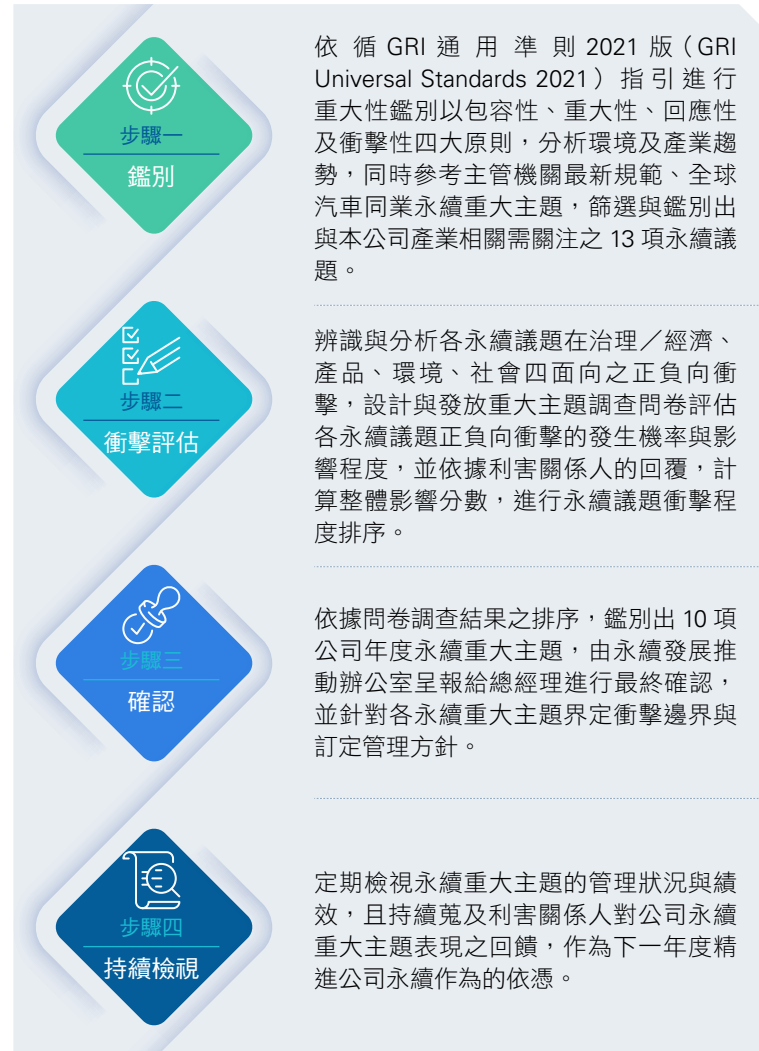 步驟一
鑑別
依循GRI通用準則2021版（GRI
Universal Standards 2021）指引進行
重大性鑑別以包容性、重大性、回應性
及衝擊性四大原則，分析環境及產業趨
勢，同時參考主管機關最新規範、全球
汽車同業永續重大主題，篩選與鑑別出
與本公司產業相關需關注之 13 項永續議
題。
步驟二
衝擊評估
辨識與分析各永續議題在治理／經濟、
產品、環境、社會四面向之正負向衝
擊，設計與發放重大主題調查問卷評估
各永續議題正負向衝擊的發生機率與影
響程度，並依據利害關係人的回覆，計
算整體影響分數，進行永續議題衝擊程
度排序。
步驟三
確認
依據問卷調查結果之排序，鑑別出 10 項
公司年度永續重大主題，由永續發展推
動辦公室呈報給總經理進行最終確認，
並針對各永續重大主題界定衝擊邊界與
訂定管理方針。
步驟四
持續檢視
定期檢視永續重大主題的管理狀況與績
效，且持續蒐及利害關係人對公司永續
重大主題表現之回饋，作為下一年度精
進公司永續作為的依憑。